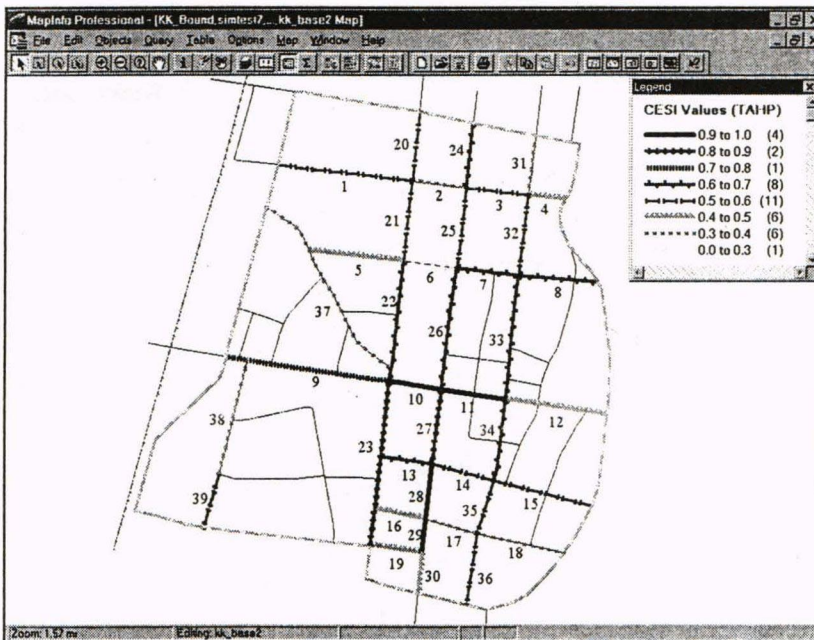 MapInfo Professional - [KK_Bound,simtest7,...,kk_base2 Map]
File Edit Objects Query Table Options Map Window Help
Legend
CESI Values (TAHP)
0.9 to 1.0 (4)
0.8 to 0.9 (2)
0.7 to 0.8 (1)
0.6 to 0.7 (8)
0.5 to 0.6 (11)
0.4 to 0.5 (6)
0.3 to 0.4 (6)
0.0 to 0.3 (1)
20
24
31
1
2
3
4
21
25
32
5
6
7
8
37
22
26
33
9
10
11
12
38
23
27
34
13
14
15
39
28
35
16
29
17
18
19
30
36
Zoom: 1.57 mi
Editing: kk_base2